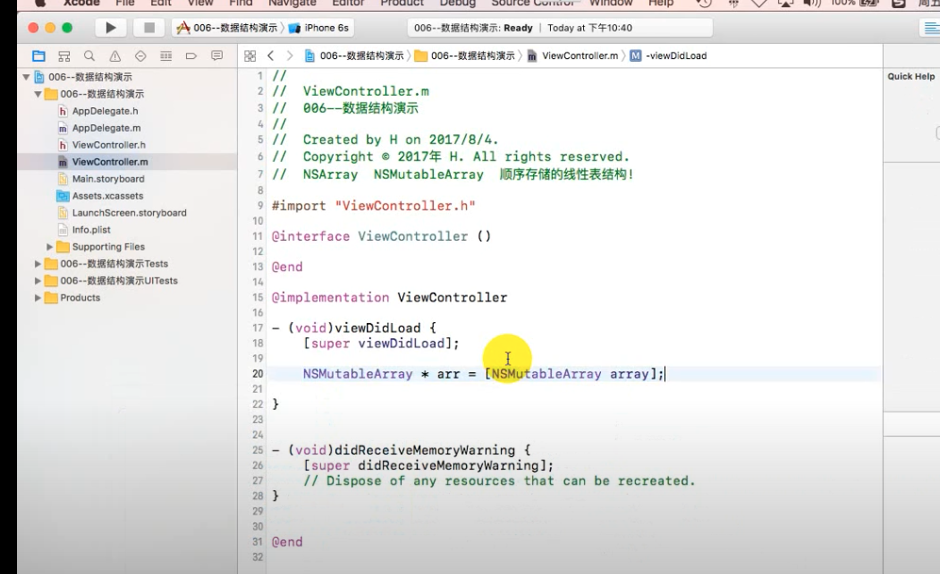 Xcode File Edit View Find Navigate Editor Product Debug Source Control Window Help 100% 周五
006--数据结构演示 iPhone 6s 006--数据结构演示: Ready | Today at 下午10:40
006--数据结构演示 006--数据结构演示 ViewController.m -viewDidLoad
006--数据结构演示
006--数据结构演示
AppDelegate.h
AppDelegate.m
ViewController.h
ViewController.m
Main.storyboard
Assets.xcassets
LaunchScreen.storyboard
Info.plist
Supporting Files
006--数据结构演示Tests
006--数据结构演示UITests
Products
1 //
2 // ViewController.m
3 // 006--数据结构演示
4 //
5 // Created by H on 2017/8/4.
6 // Copyright © 2017年 H. All rights reserved.
7 // NSArray NSMutableArray 顺序存储的线性表结构!
8
9 #import "ViewController.h"
10
11 @interface ViewController ()
12
13 @end
14
15 @implementation ViewController
16
17 - (void)viewDidLoad {
18 [super viewDidLoad];
19
20 NSMutableArray * arr = [NSMutableArray array];
21
22 }
23
24
25 - (void)didReceiveMemoryWarning {
26 [super didReceiveMemoryWarning];
27 // Dispose of any resources that can be recreated.
28 }
29
30
31 @end
32
Quick Help